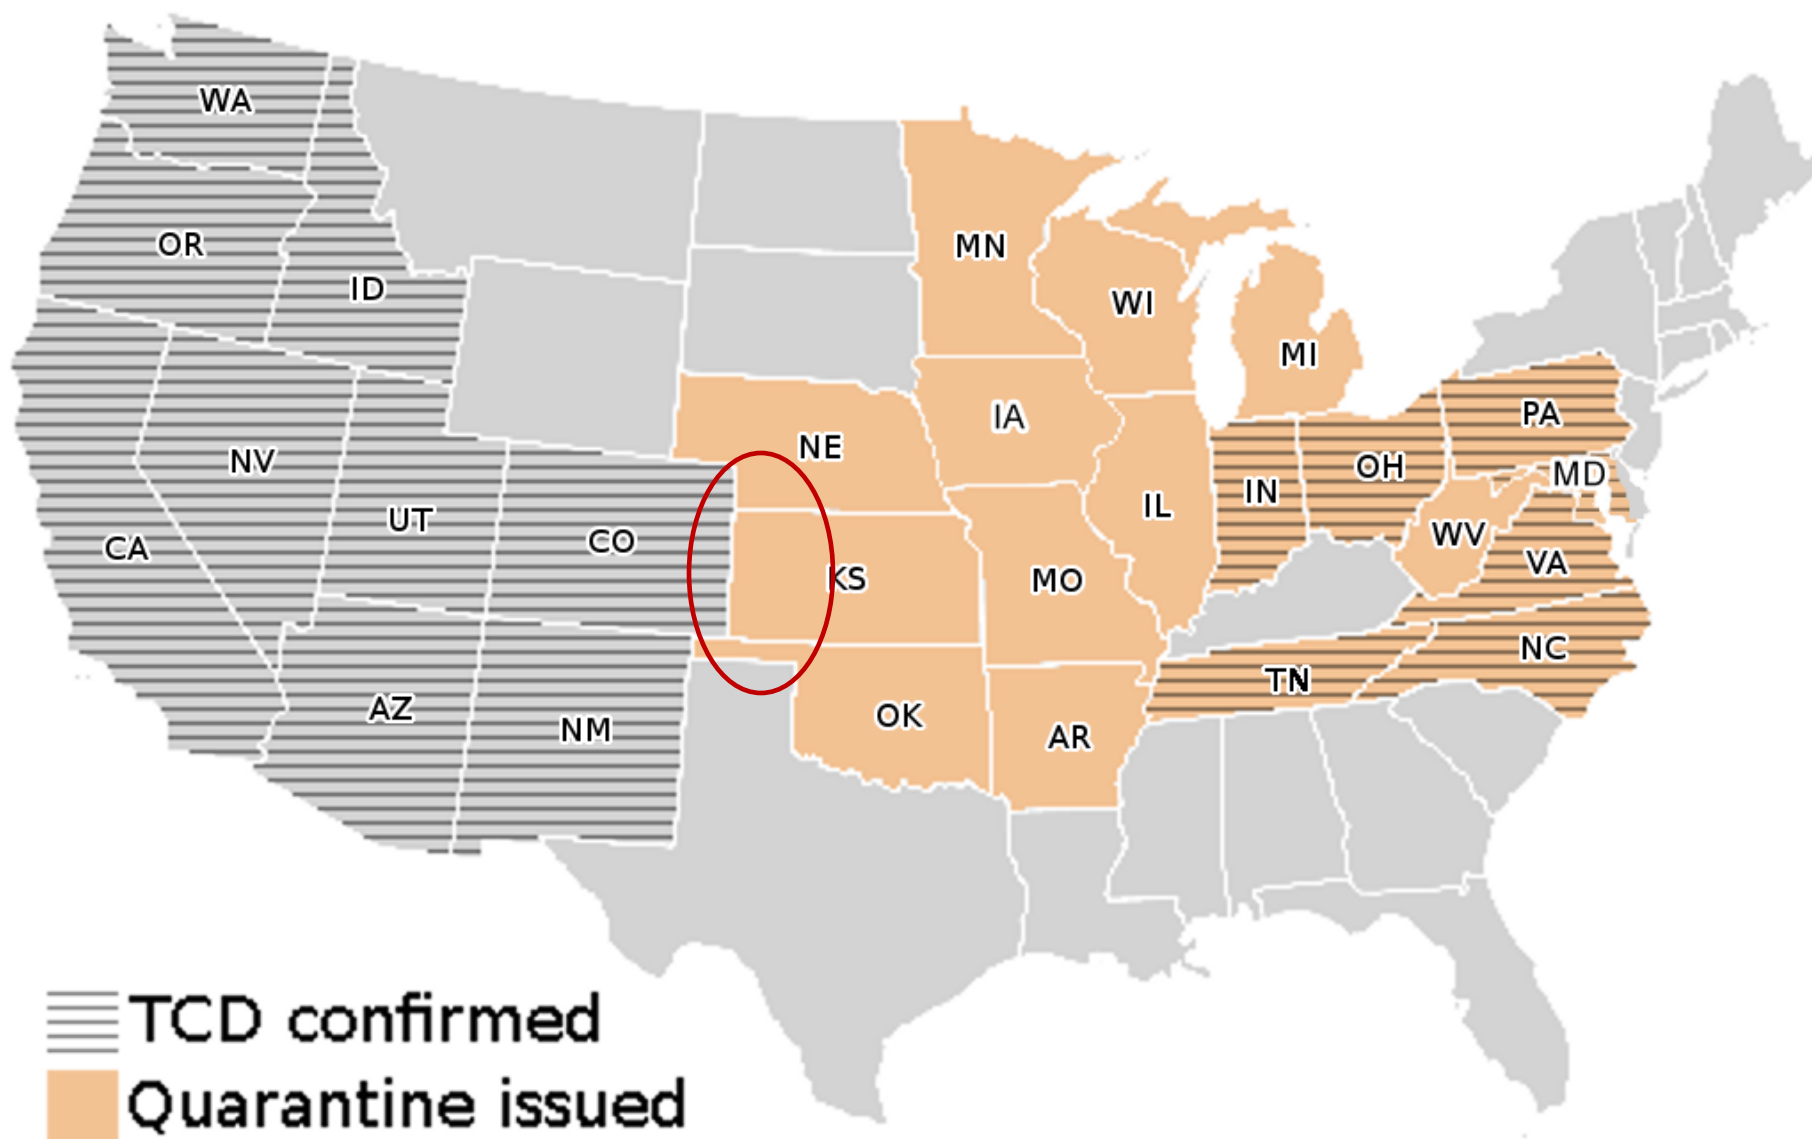 WA
OR
ID
MN
WI
MI
NV
UT
CA
CO
AZ
NM
NE
IA
KS
MO
IL
IN
OH
PA
MD
WV
VA
NC
TN
OK
AR
TCD confirmed
Quarantine issued